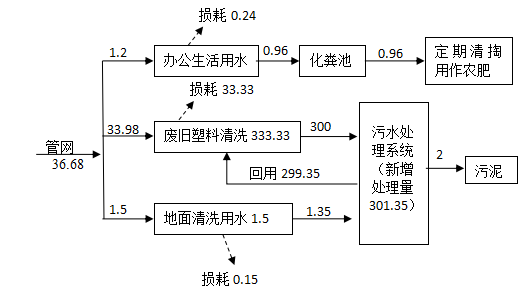 损耗 0.24
1.2
办公生活用水
0.96
化粪池
0.96
定期清掏
用作农肥
损耗 33.33
管网
36.68
33.98
废旧塑料清洗 333.33
300
污水处
理系统
（新增
处理量
301.35）
2
污泥
回用 299.35
1.5
地面清洗用水 1.5
1.35
损耗 0.15